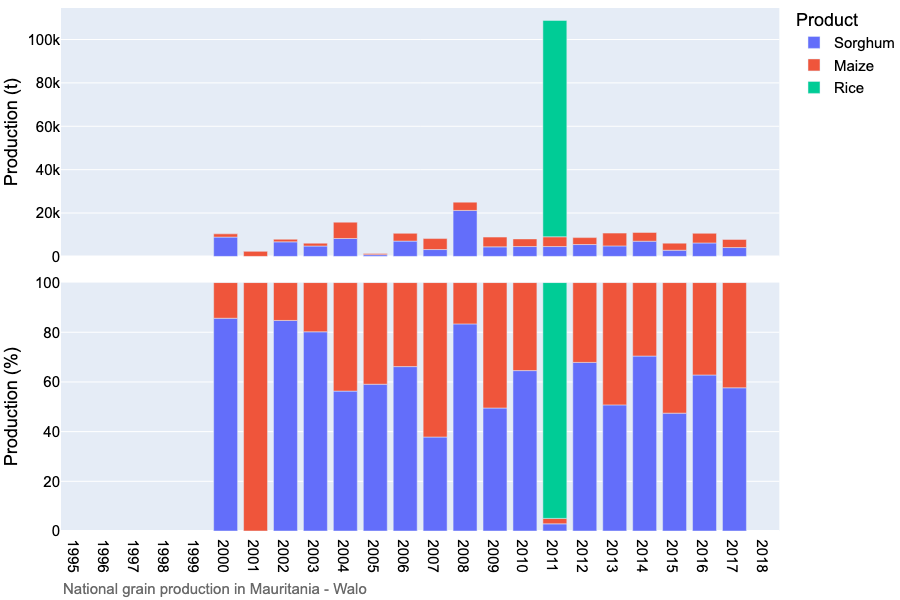 Product
Sorghum
Maize
Rice
Production (t)
100k
80k
60k
40k
20k
0
Production (%)
100
80
60
40
20
0
1995 1996 1997 1998 1999 2000 2001 2002 2003 2004 2005 2006 2007 2008 2009 2010 2011 2012 2013 2014 2015 2016 2017 2018
National grain production in Mauritania - Walo